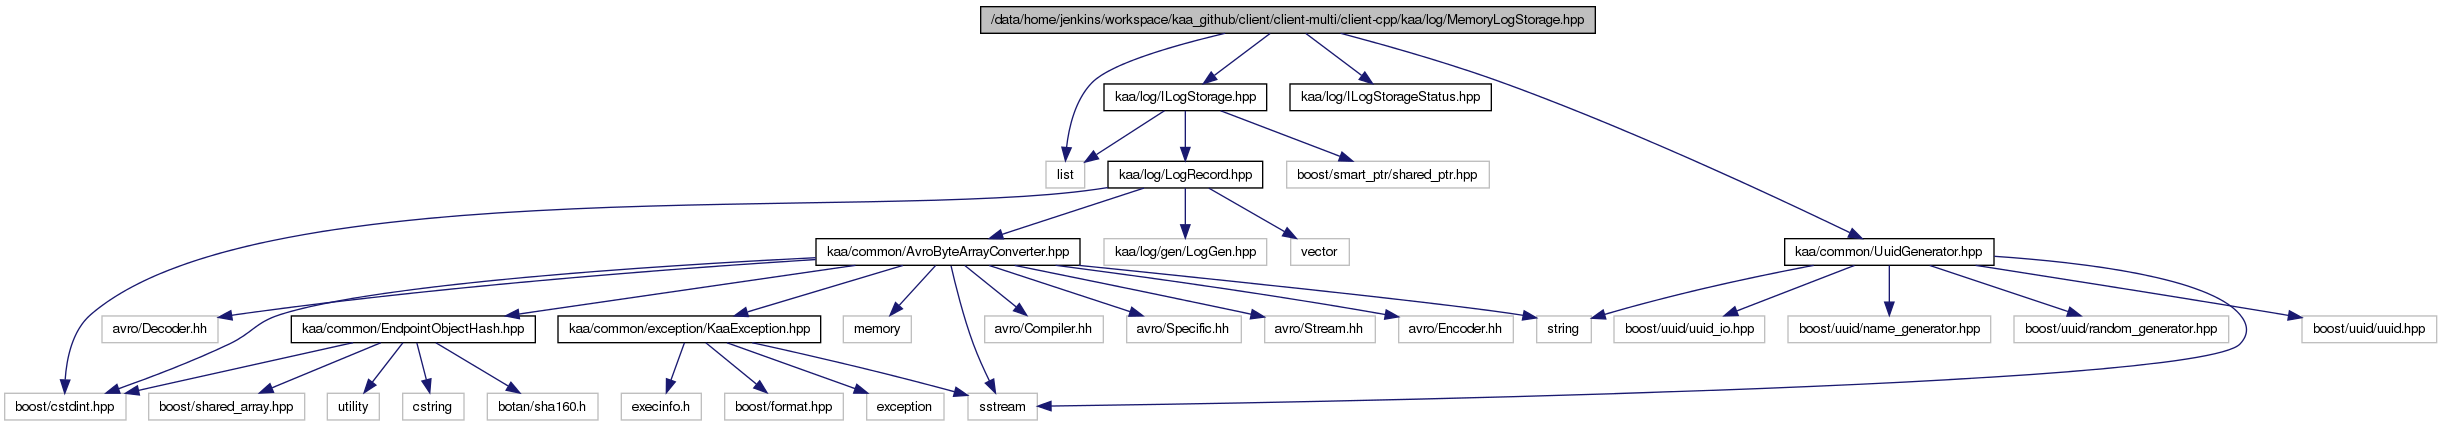 /data/home/jenkins/workspace/kaa_github/client/client-multi/client-cpp/kaa/log/MemoryLogStorage.hpp
kaa/log/ILogStorage.hpp
kaa/log/ILogStorageStatus.hpp
list
kaa/log/LogRecord.hpp
boost/smart_ptr/shared_ptr.hpp
kaa/common/AvroByteArrayConverter.hpp
kaa/log/gen/LogGen.hpp
vector
kaa/common/UuidGenerator.hpp
avro/Decoder.hh
kaa/common/EndpointObjectHash.hpp
kaa/common/exception/KaaException.hpp
memory
avro/Compiler.hh
avro/Specific.hh
avro/Stream.hh
avro/Encoder.hh
string
boost/uuid/uuid_io.hpp
boost/uuid/name_generator.hpp
boost/uuid/random_generator.hpp
boost/uuid/uuid.hpp
boost/cstdint.hpp
boost/shared_array.hpp
utility
cstring
botan/sha160.h
execinfo.h
boost/format.hpp
exception
sstream